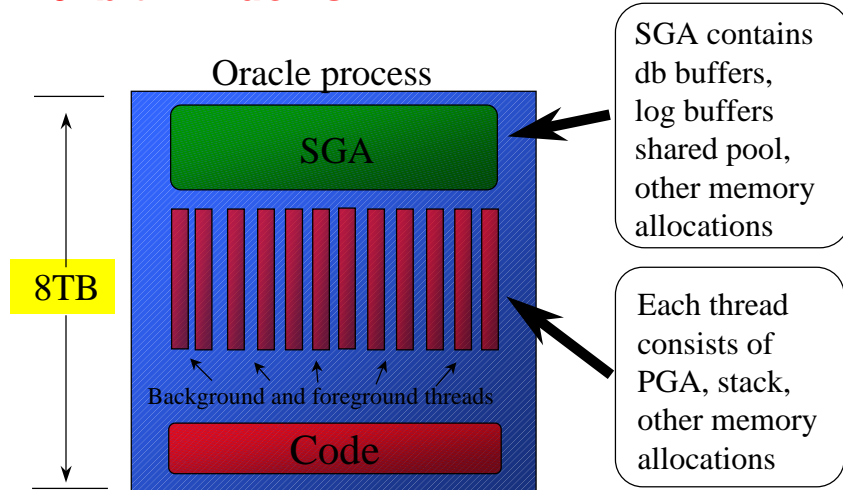 Oracle process
SGA
8TB
Background and foreground threads
Code
SGA contains
db buffers,
log buffers
shared pool,
other memory
allocations
Each thread
consists of
PGA, stack,
other memory
allocations